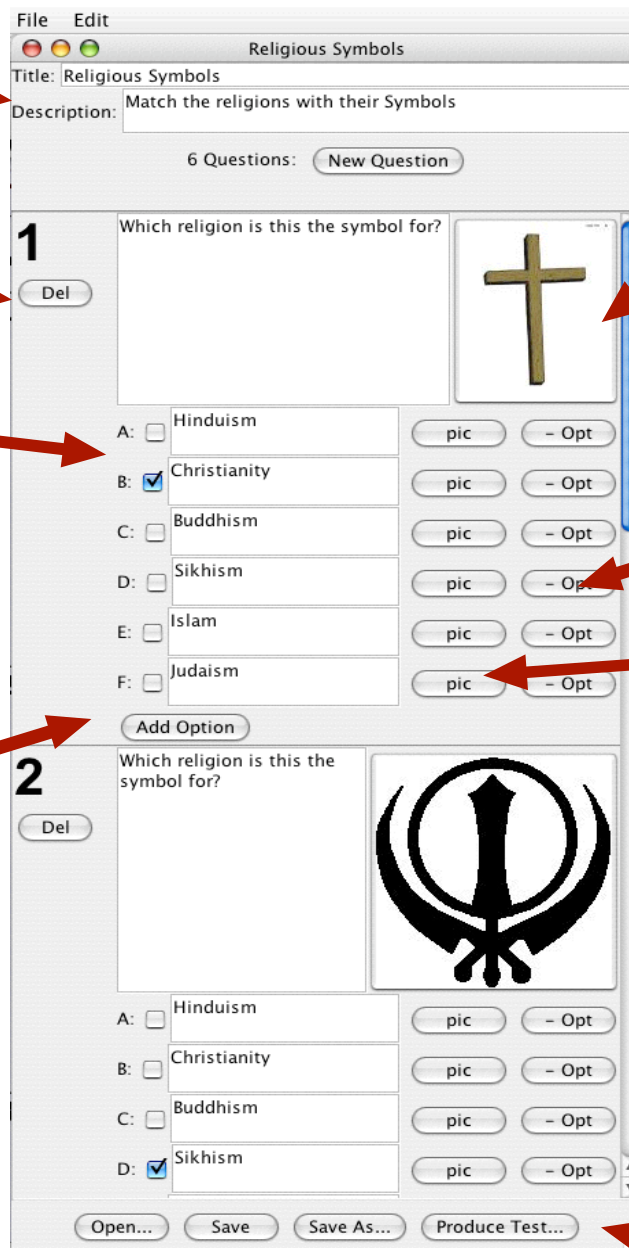 File Edit
Religious Symbols
Title: Religious Symbols
Description: Match the religions with their Symbols
6 Questions: New Question
1 Which religion is this the symbol for?
Del
A: Hinduism pic - Opt
B: Christianity pic - Opt
C: Buddhism pic - Opt
D: Sikhism pic - Opt
E: Islam pic - Opt
F: Judaism pic - Opt
Add Option
2 Which religion is this the
symbol for?
Del
A: Hinduism pic - Opt
B: Christianity pic - Opt
C: Buddhism pic - Opt
D: Sikhism pic - Opt
Open... Save Save As... Produce Test...